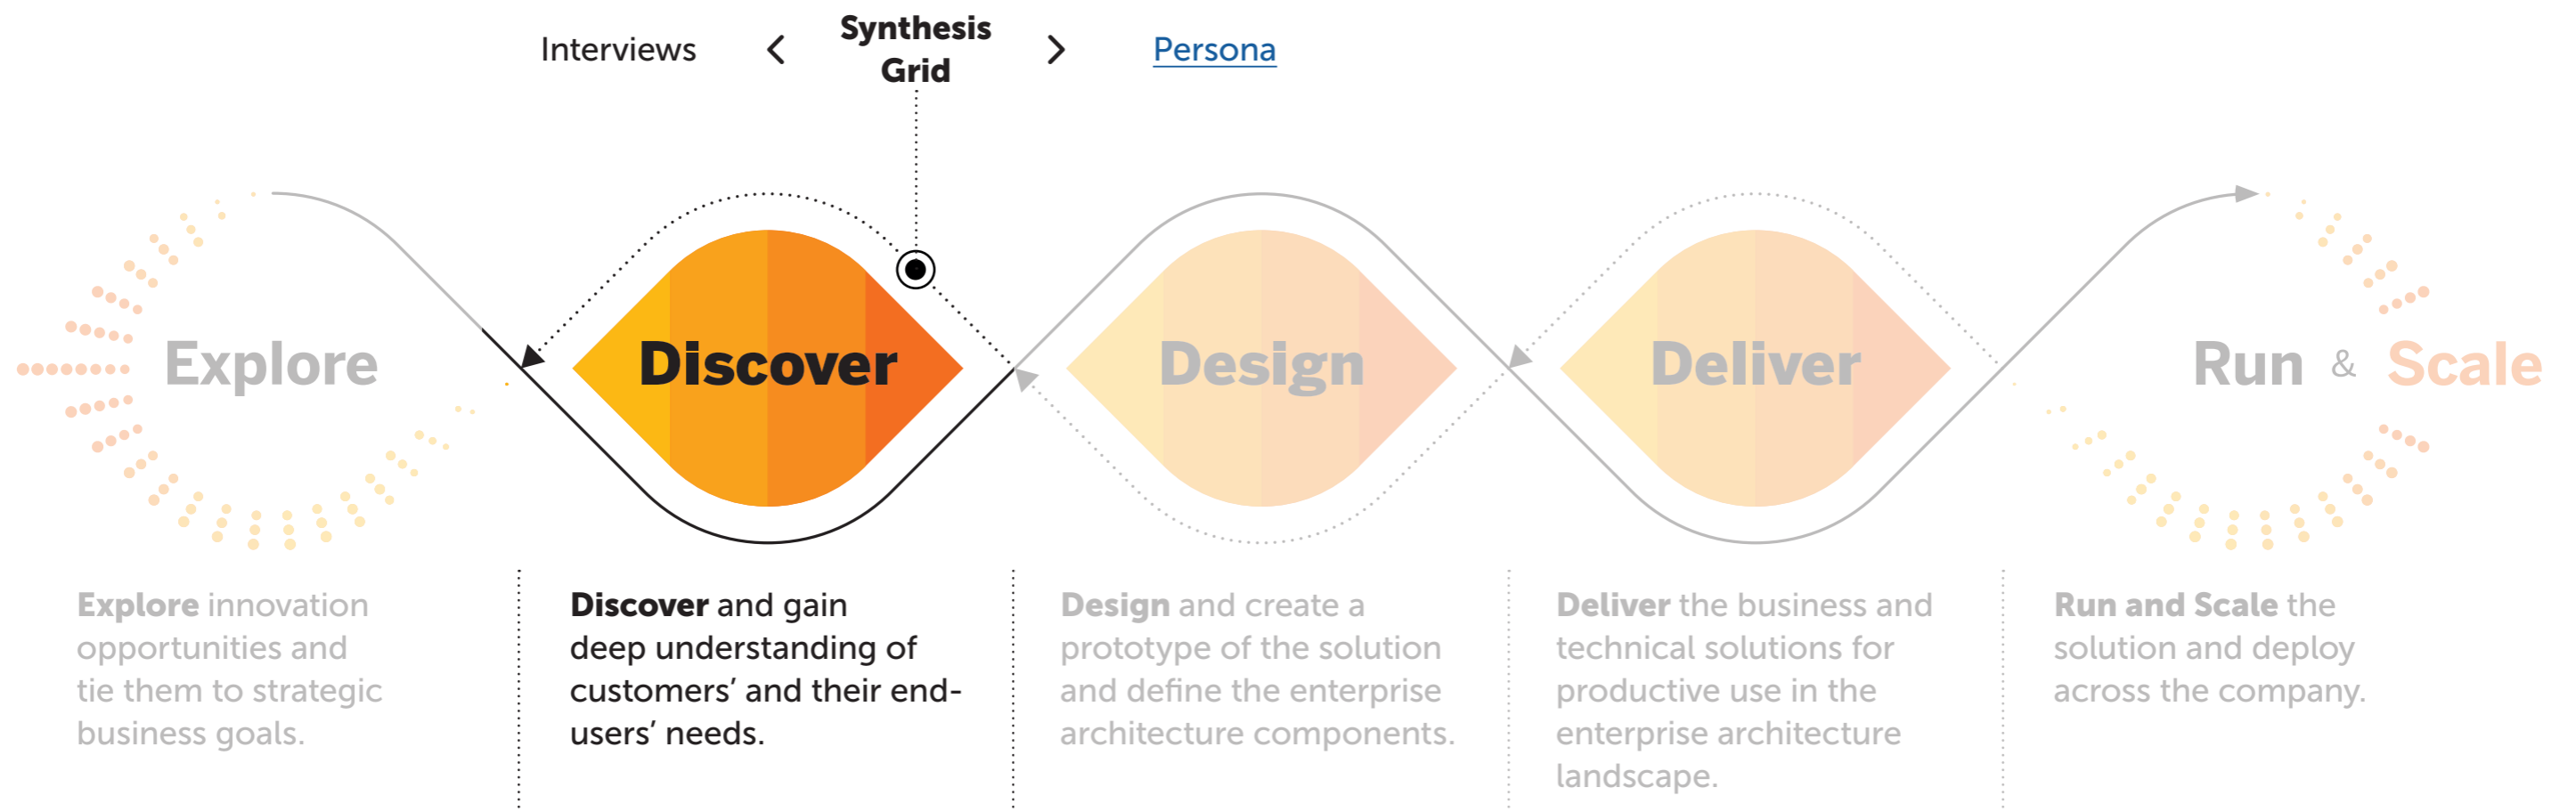 Interviews
Synthesis
Grid
Persona
Explore
Discover
Design
Deliver
Run & Scale
Explore innovation
opportunities and
tie them to strategic
business goals.
Discover and gain
deep understanding of
customers’ and their end-
users’ needs.
Design and create a
prototype of the solution
and define the enterprise
architecture components.
Deliver the business and
technical solutions for
productive use in the
enterprise architecture
landscape.
Run and Scale the
solution and deploy
across the company.